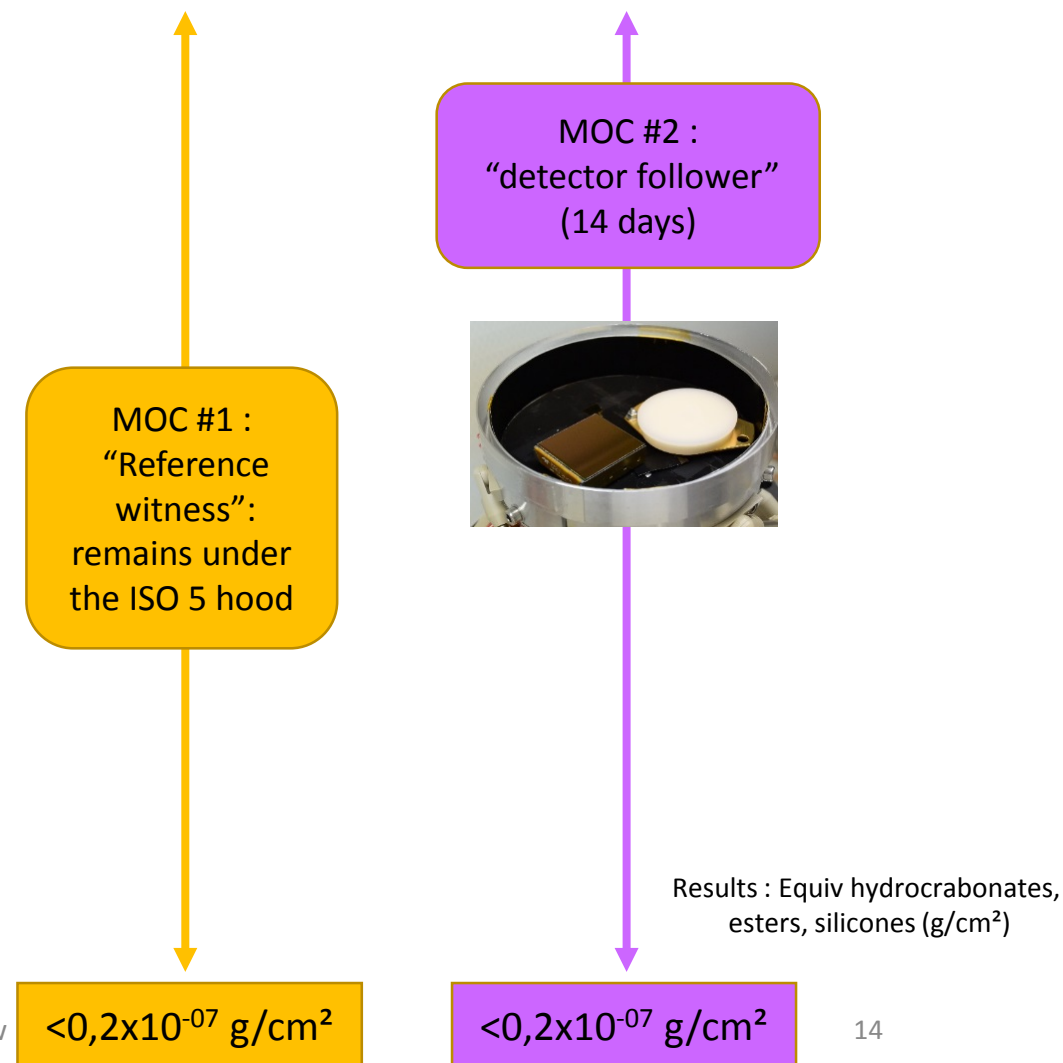 MOC #2 :
“detector follower”
(14 days)
MOC #1 :
“Reference
witness”:
remains under
the ISO 5 hood
Results : Equiv hydrocrabonates,
esters, silicones (g/cm²)
<0,2x10⁻⁰⁷ g/cm²
<0,2x10⁻⁰⁷ g/cm²
14